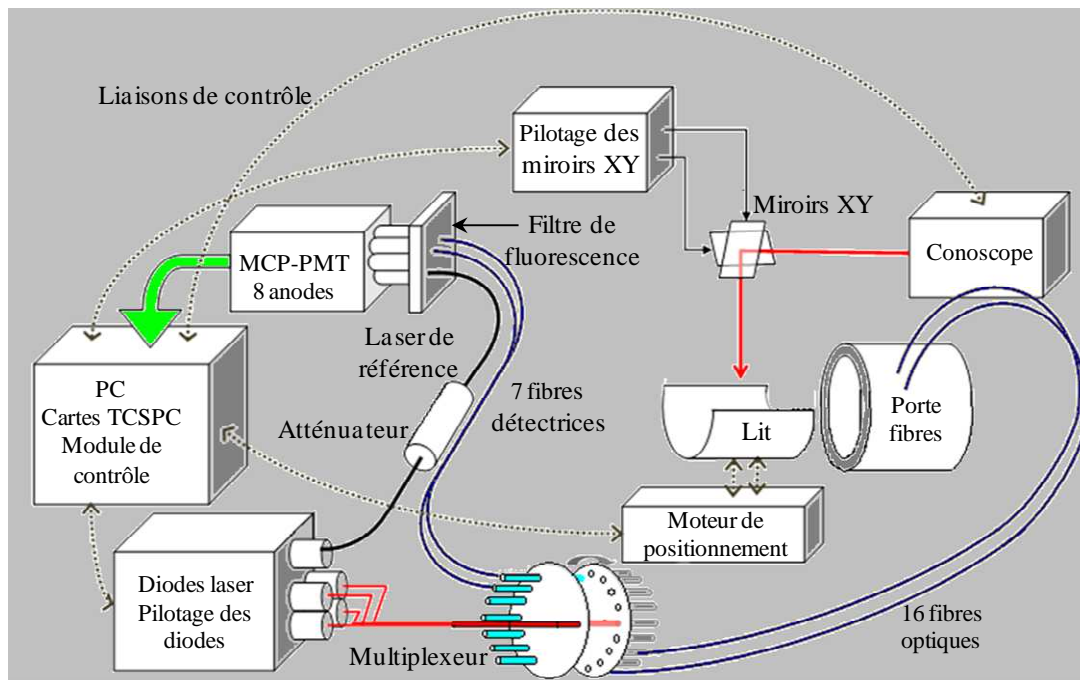 Liaisons de contrôle
Pilotage des
miroirs XY
Miroirs XY
Filtre de
fluorescence
Conoscope
MCP-PMT
8 anodes
Laser de
référence
7 fibres
détectrices
PC
Cartes TCSPC
Module de
contrôle
Atténuateur
Lit
Porte
fibres
Moteur de
positionnement
Diodes laser
Pilotage des
diodes
Multiplexeur
16 fibres
optiques